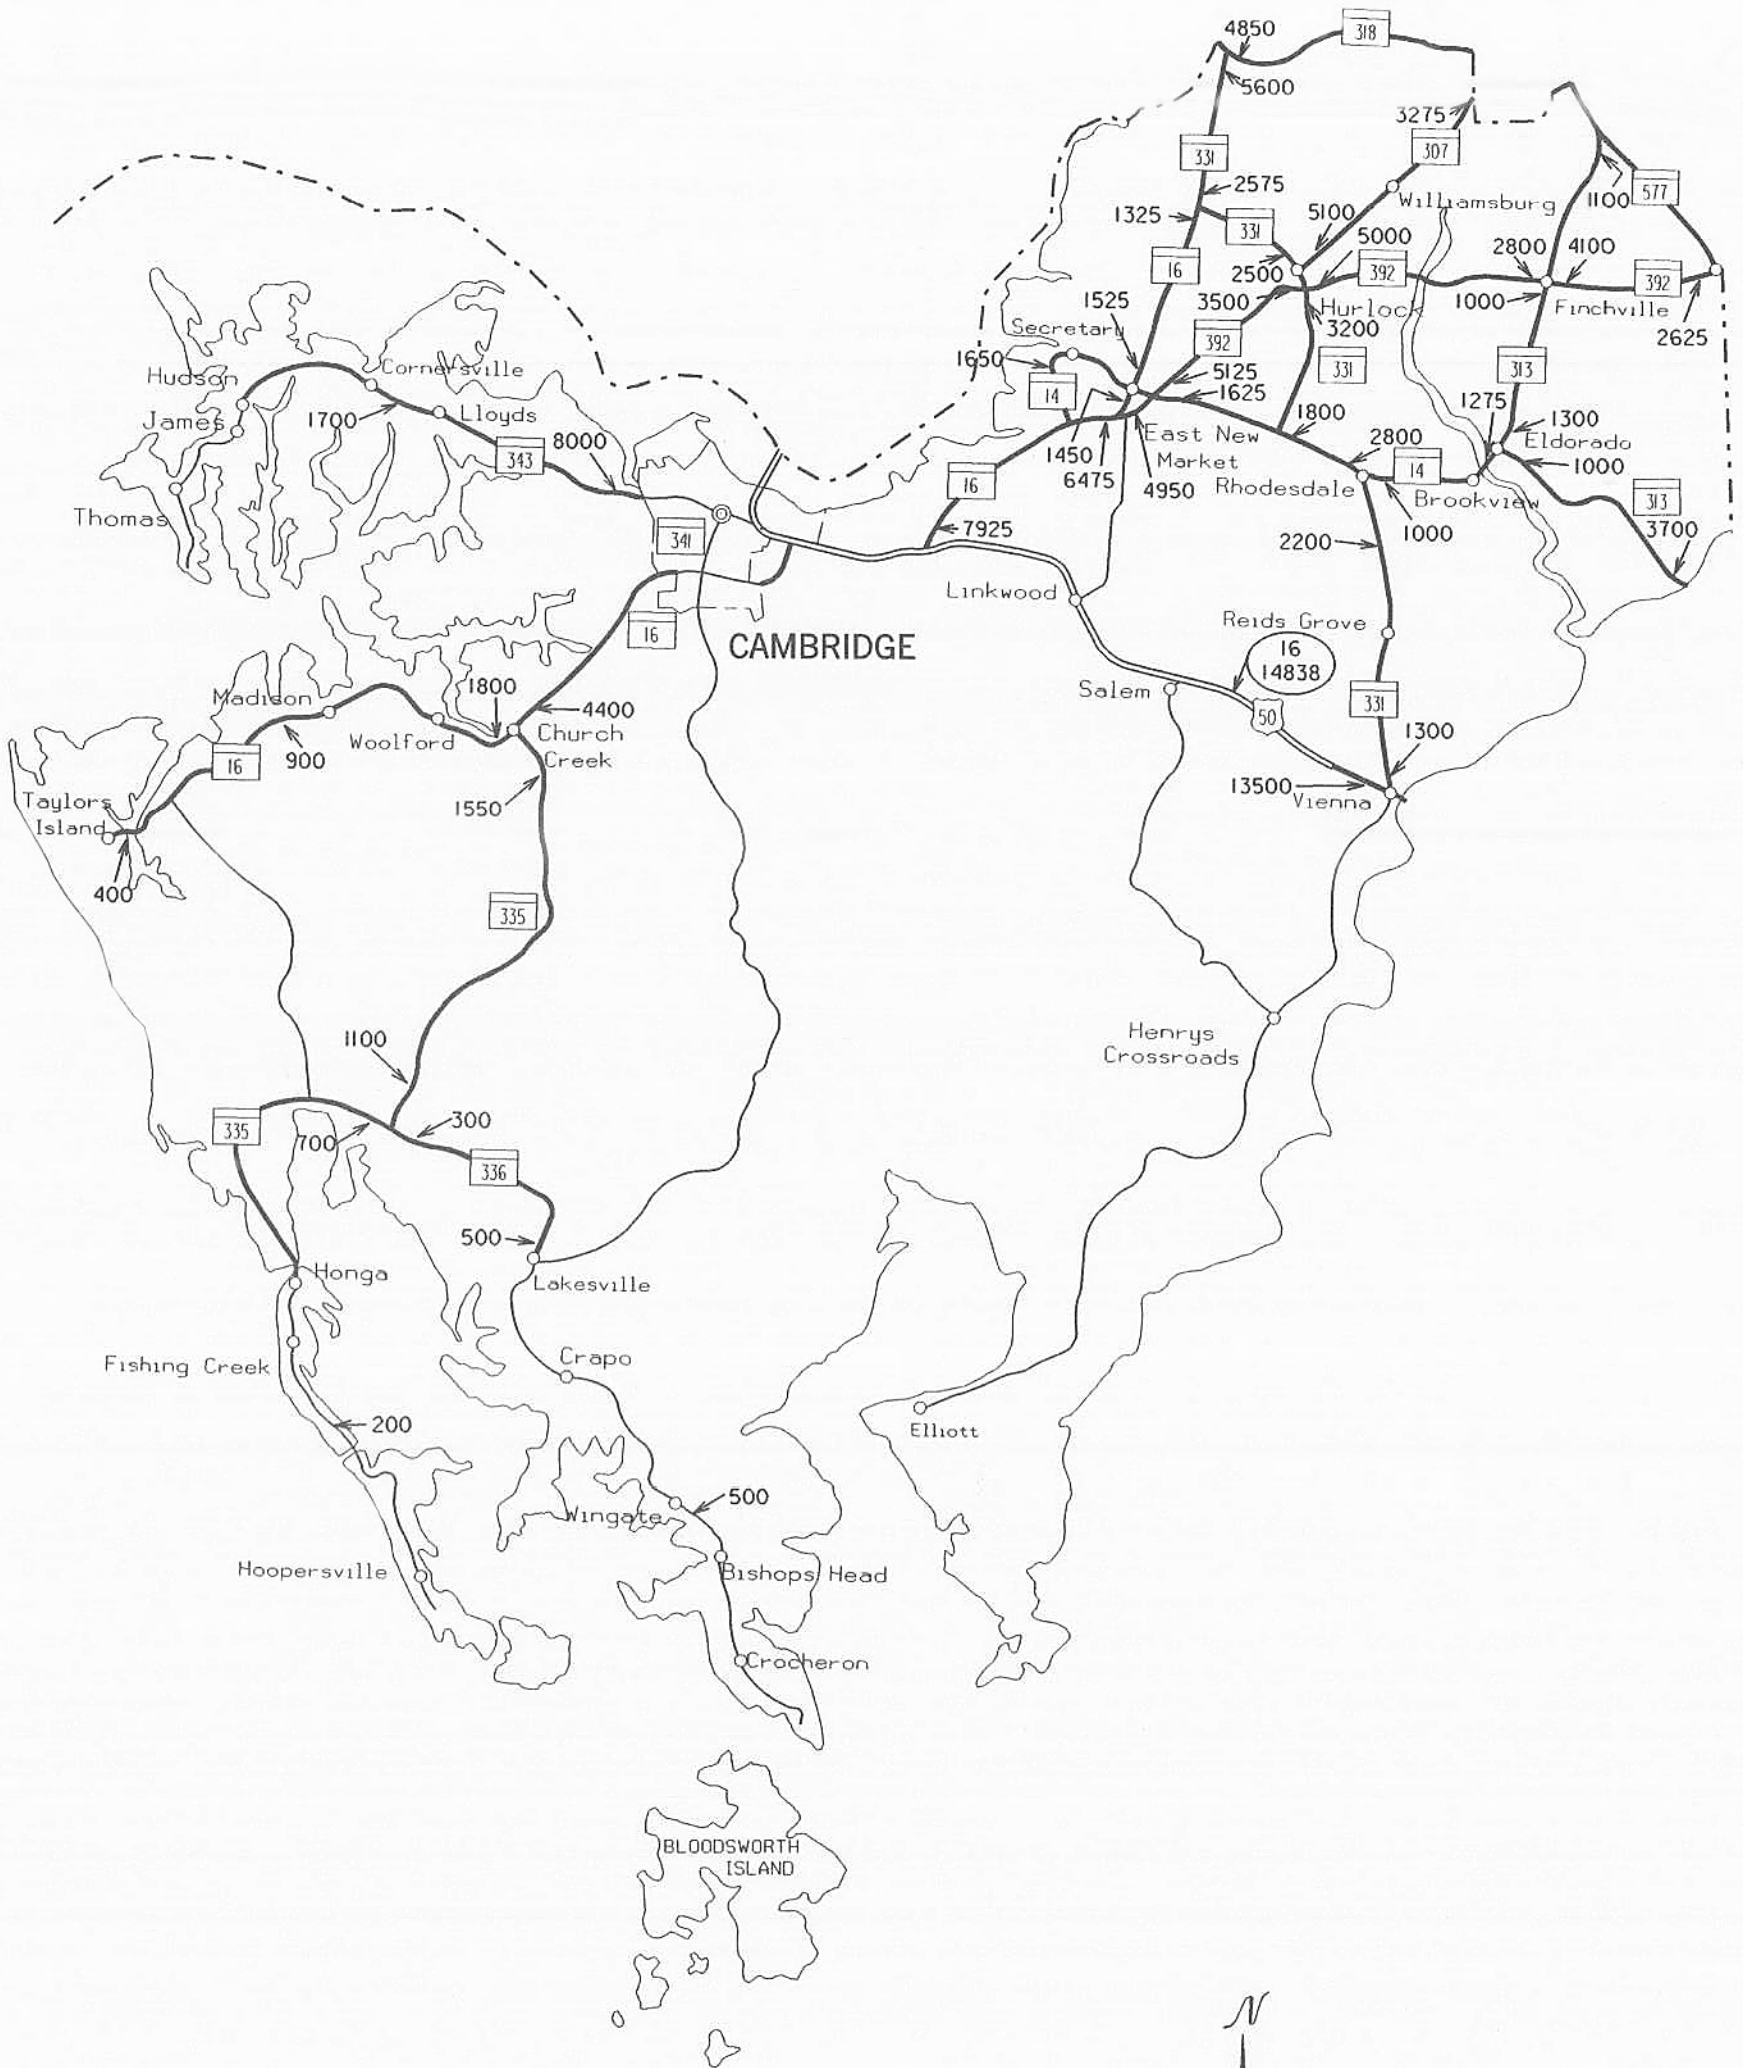 4850
318
5600
3275
307
331
2575
1100
577
1325
Williamsburg
331
5100
5000
2800
4100
16
2500
392
392
3500
1000
Finchville
1525
Hurlock
Secretary
3200
2625
392
1650
Cornersville
331
313
Hudson
5125
14
1625
1275
James
1700
Lloyds
1800
1300
8000
East New
Market
2800
Eldorado
343
1450
14
1000
6475
16
4950
Rhodesdale
Brookview
313
Thomas
7925
1000
3700
341
2200
Linkwood
Reids Grove
16
CAMBRIDGE
16
14838
1800
Salem
Madison
4400
331
50
Woolford
Church
Creek
1300
900
16
13500
Vienna
Taylors
Island
1550
400
335
Henrys
Crossroads
1100
300
335
700
336
500
Honga
Lakesville
Crapo
Fishing Creek
200
Elliott
500
Wingate
Hoopersville
Bishops Head
Crocheron
BLOODSWORTH
ISLAND
N